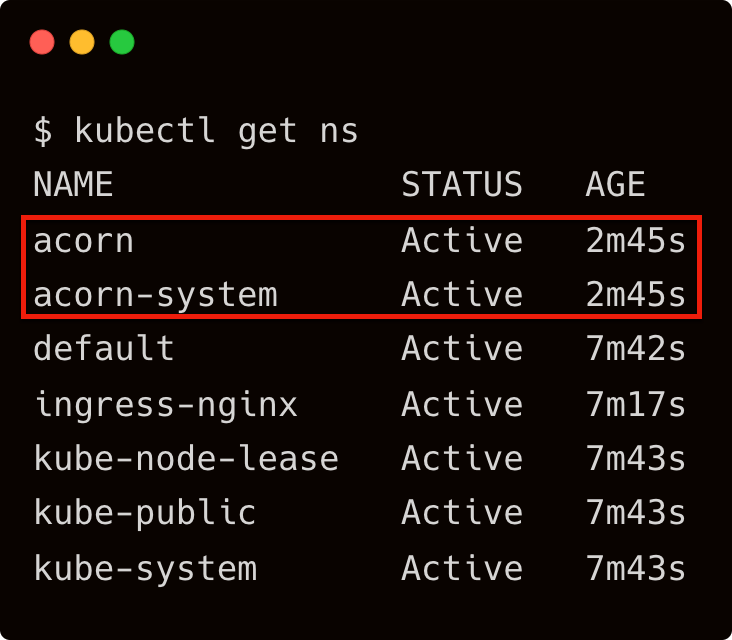 $ kubectl get ns
NAME STATUS AGE
acorn Active 2m45s
acorn-system Active 2m45s
default Active 7m42s
ingress-nginx Active 7m17s
kube-node-lease Active 7m43s
kube-public Active 7m43s
kube-system Active 7m43s